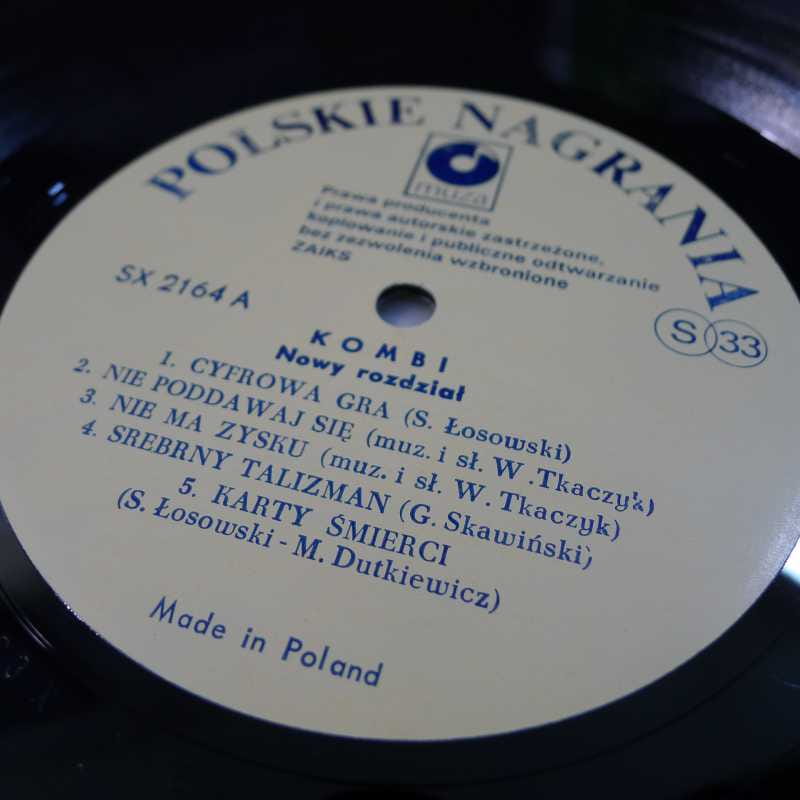 POLSKIE NAGRANIA
muza
Prawa producenta
i prawa autorskie zastrzeżone,
kopiowanie i publiczne odtwarzanie
bez zezwolenia wzbronione
ZAIKS
SX 2164 A
S 33
KOMBI
Nowy rozdział
1. CYFROWA GRA (S. Łosowski)
2. NIE PODDAWAJ SIĘ (muz. i sł. W .Tkaczyk)
3. NIE MA ZYSKU (muz. i sł. W. Tkaczyk)
4. SREBRNY TALIZMAN (G. Skawiński)
5. KARTY ŚMIERCI
(S. Łosowski - M. Dutkiewicz)
Made in Poland